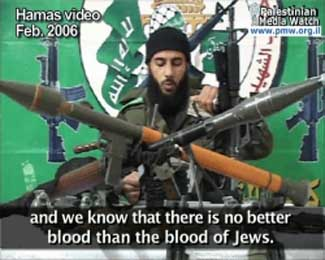 Hamas video
Feb. 2006
Palestinian
Media Watch
www.pmw.org.il
and we know that there is no better
blood than the blood of Jews.